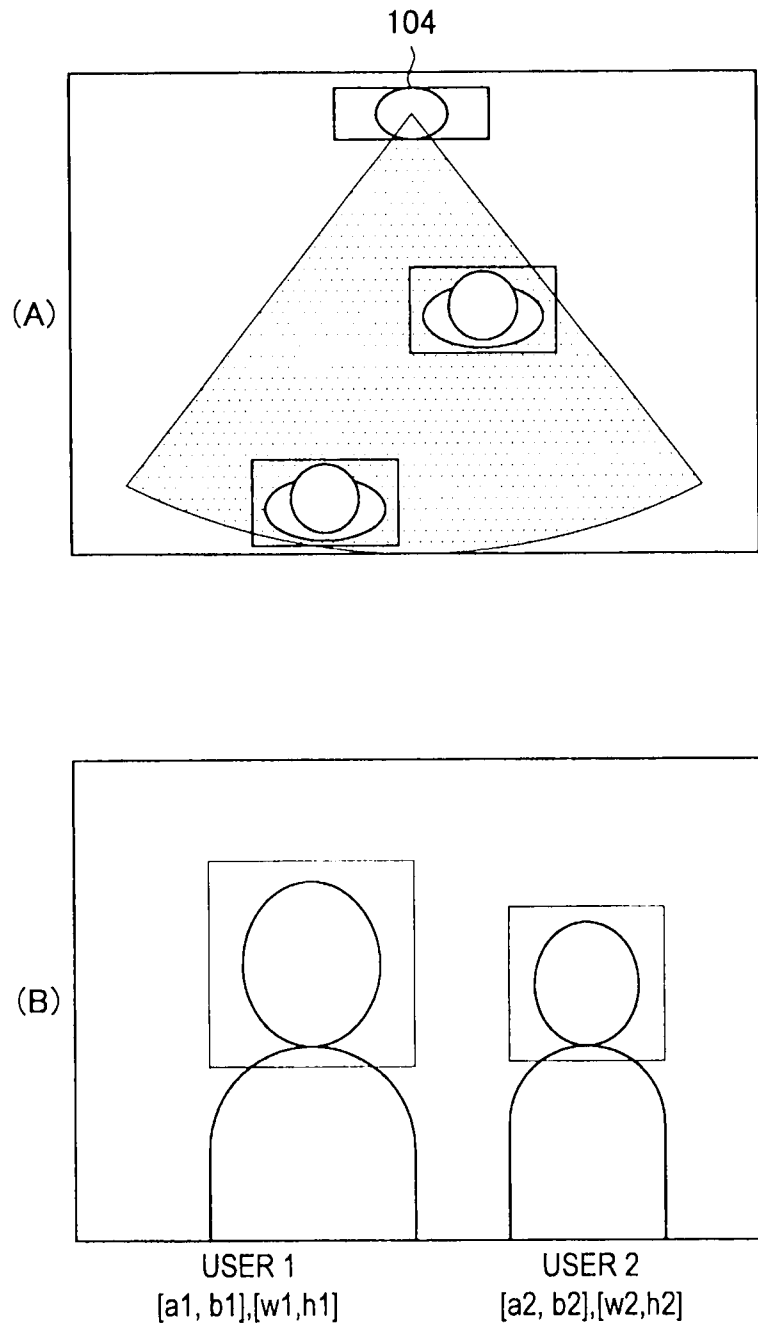 104
(A)
(B)
USER 1
[a1, b1],[w1,h1]
USER 2
[a2, b2],[w2,h2]